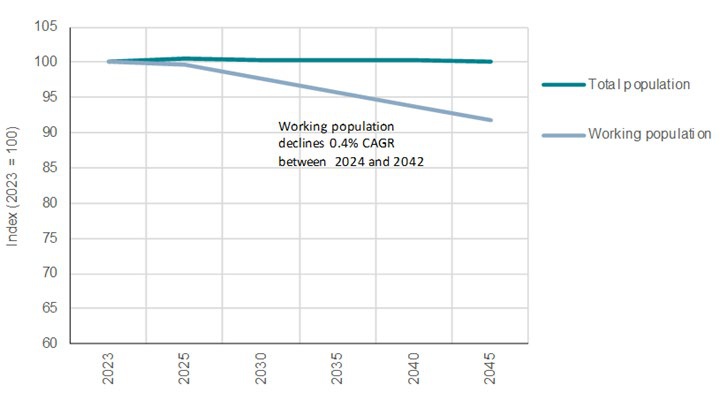 105
100
95
90
85
80
75
70
65
60
Index (2023 = 100)
Working population
declines 0.4% CAGR
between 2024 and 2042
2023
2025
2030
2035
2040
2045
Total population
Working population